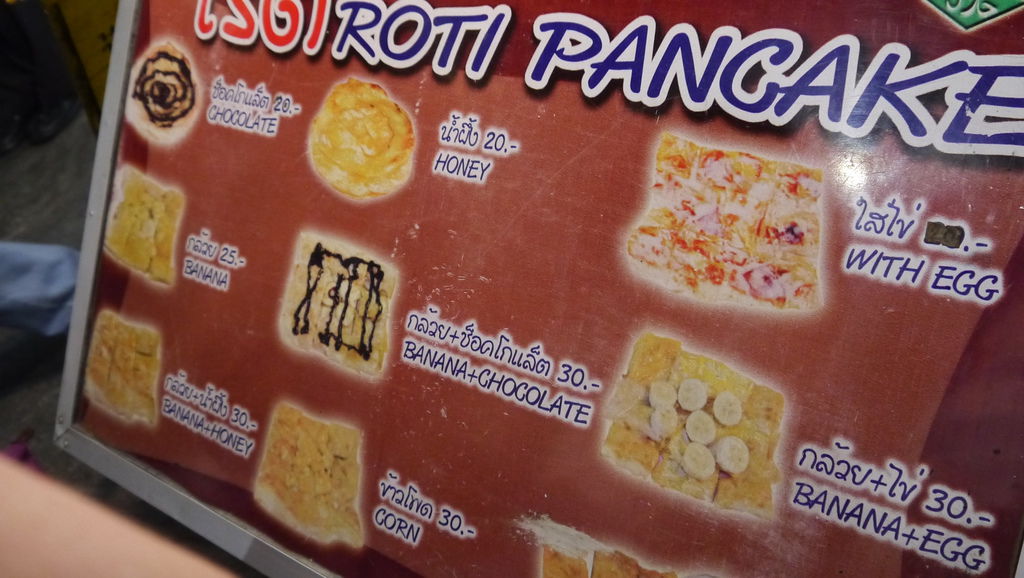 โรตี ROTI PANCAKE
ช็อคโกแล็ต 20.-
CHOCOLATE
น้ำผึ้ง 20.-
HONEY
ใส่ไข่ .-
WITH EGG
กล้วย 25.-
BANANA
กล้วย+ช็อคโกแล็ต 30.-
BANANA+CHOCOLATE
กล้วย+น้ำผึ้ง 30.-
BANANA+HONEY
ข้าวโพด 30.-
CORN
กล้วย+ไข่ 30.-
BANANA+EGG